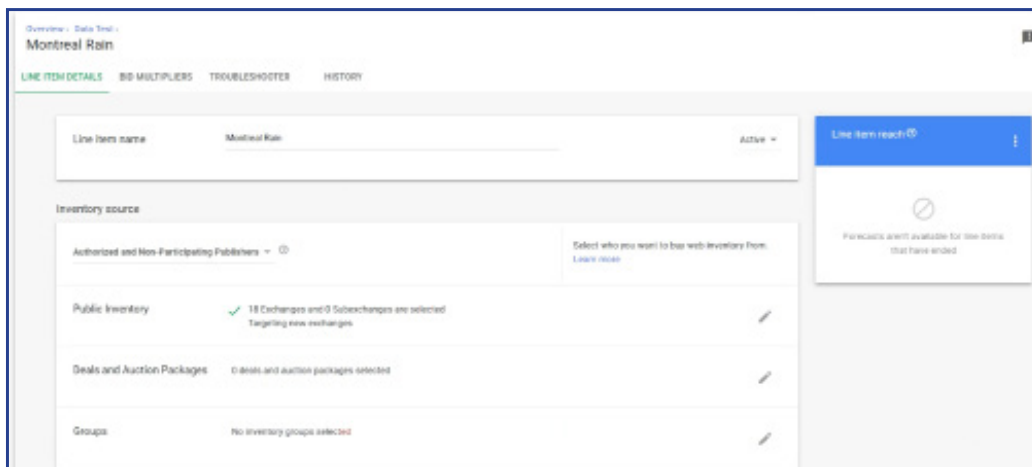 Overview › Data Test ›
Montreal Rain
LINE ITEM DETAILS BID MULTIPLIERS TROUBLESHOOTER HISTORY
Line item name Montreal Rain Active
Line item reach
Forecasts aren't available for line items
that have ended
Inventory source
Authorized and Non-Participating Publishers
Select who you want to buy web inventory from.
Learn more
Public Inventory
18 Exchanges and 0 Subexchanges are selected
Targeting new exchanges
Deals and Auction Packages 0 deals and auction packages selected
Groups No inventory groups selected